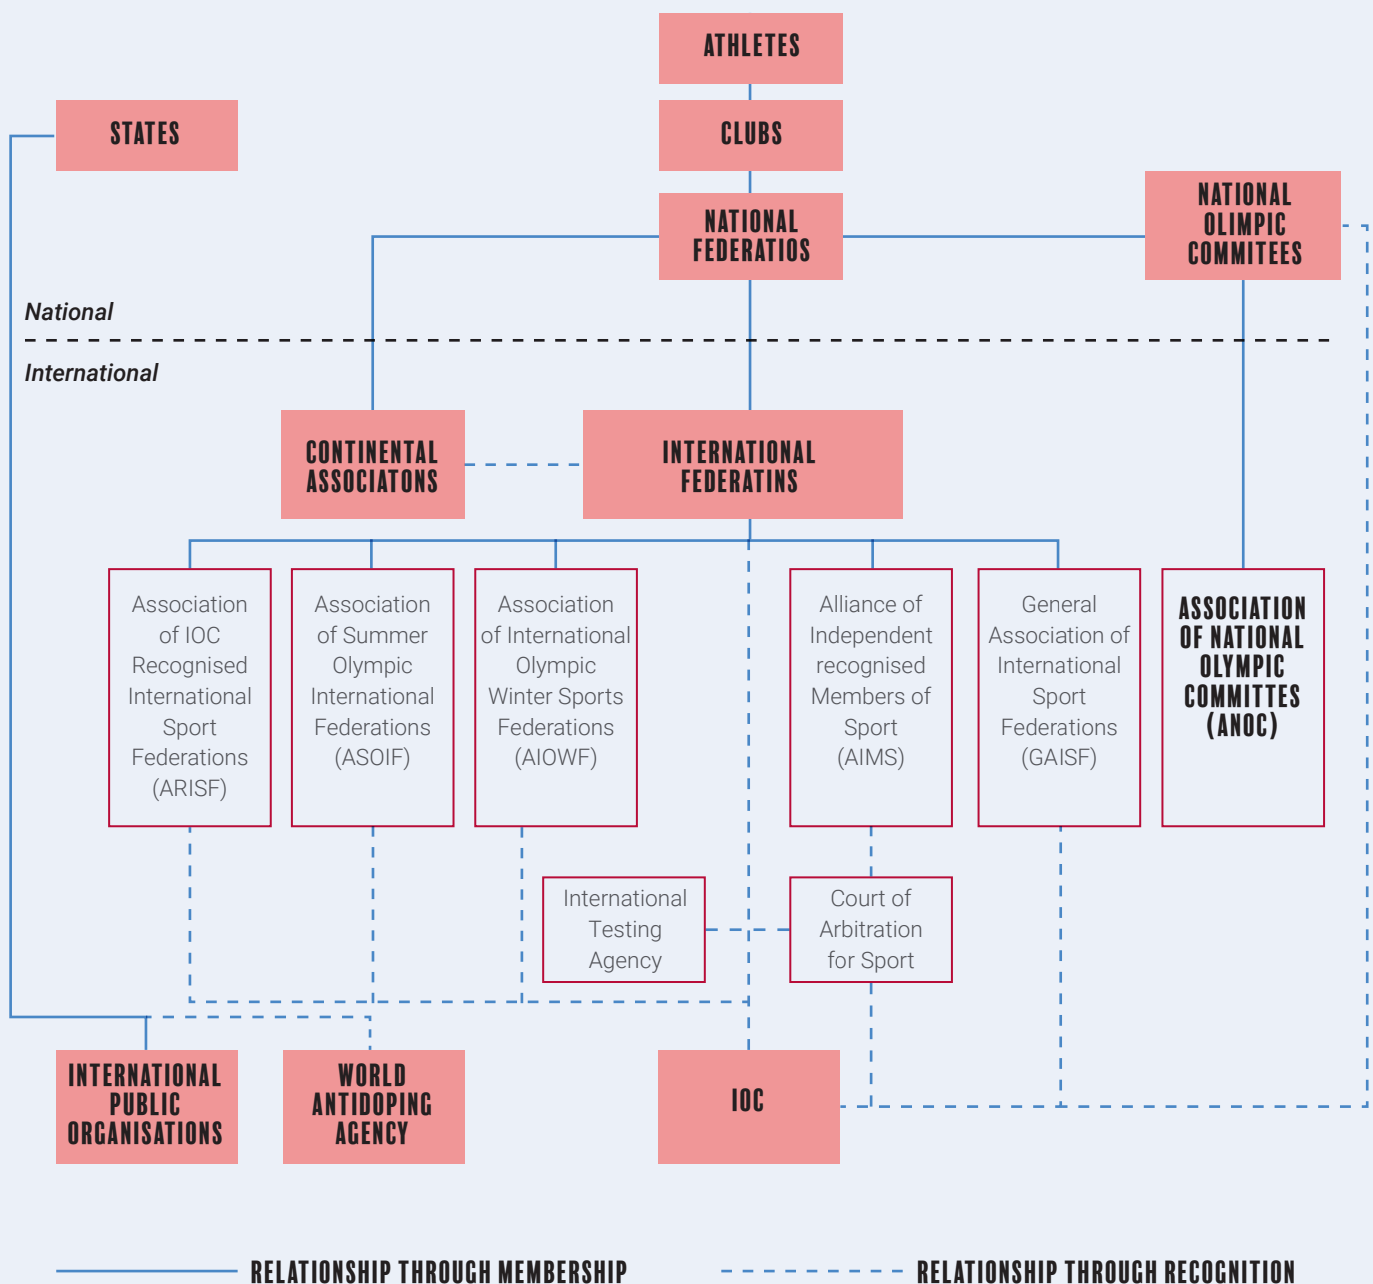 ATHLETES
STATES
CLUBS
NATIONAL
FEDERATIOS
NATIONAL
OLIMPIC
COMMITEES
National
International
CONTINENTAL
ASSOCIATONS
INTERNATIONAL
FEDERATINS
Association
of IOC
Recognised
International
Sport
Federations
(ARISF)
Association
of Summer
Olympic
International
Federations
(ASOIF)
Association
of International
Olympic
Winter Sports
Federations
(AIOWF)
Alliance of
Independent
recognised
Members of
Sport
(AIMS)
General
Association of
International
Sport
Federations
(GAISF)
ASSOCIATION
OF NATIONAL
OLYMPIC
COMMITTES
(ANOC)
International
Testing
Agency
Court of
Arbitration
for Sport
INTERNATIONAL
PUBLIC
ORGANISATIONS
WORLD
ANTIDOPING
AGENCY
IOC
RELATIONSHIP THROUGH MEMBERSHIP
RELATIONSHIP THROUGH RECOGNITION